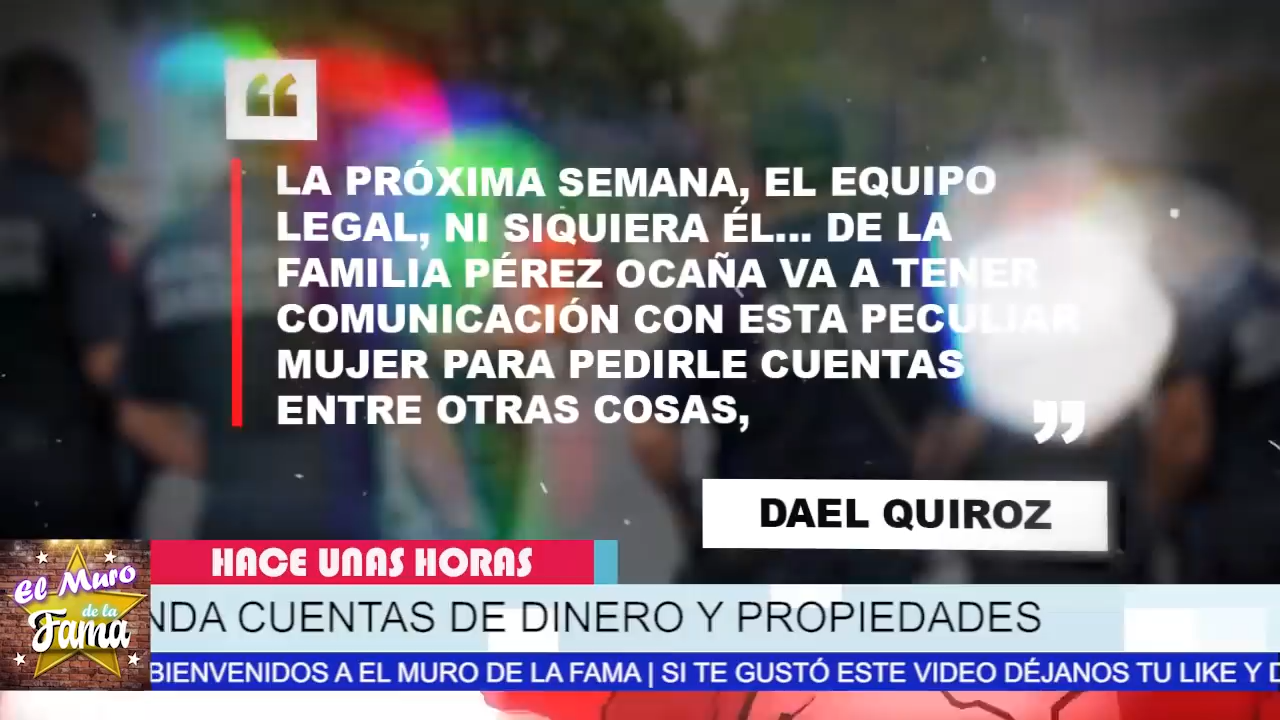 LA PRÓXIMA SEMANA, EL EQUIPO
LEGAL, NI SIQUIERA ÉL... DE LA
FAMILIA PÉREZ OCAÑA VA A TENER
COMUNICACIÓN CON ESTA PECULIAR
MUJER PARA PEDIRLE CUENTAS
ENTRE OTRAS COSAS,
DAEL QUIROZ
HACE UNAS HORAS
NDA CUENTAS DE DINERO Y PROPIEDADES
El Muro
de la
Fama
BIENVENIDOS A EL MURO DE LA FAMA | SI TE GUSTÓ ESTE VIDEO DÉJANOS TU LIKE Y D